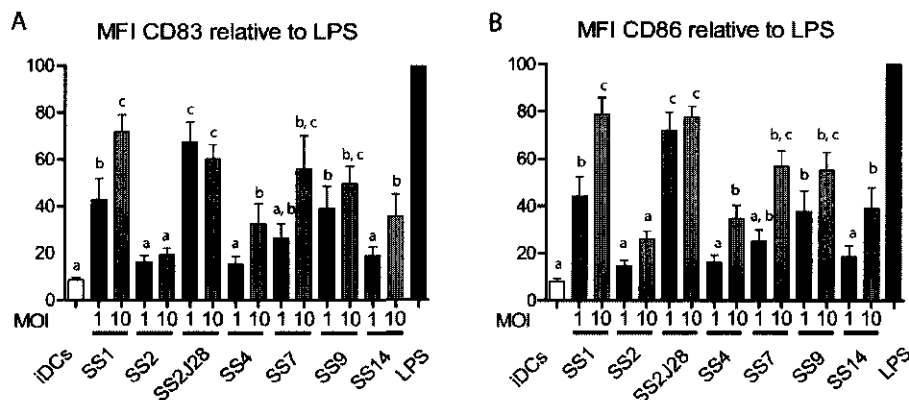 A
MFI CD83 relative to LPS
100
80
60
40
20
0
a
b
c
a
a
c
c
a
b
a, b
b, c
b
b, c
a
b
MOI
1 10 1 10 1 10 1 10 1 10 1 10 1 10
iDCs
SS1
SS2
SS2J28
SS4
SS7
SS9
SS14
LPS
B
MFI CD86 relative to LPS
100
80
60
40
20
0
a
b
c
a
a
c
c
a
b
a, b
b, c
b
b, c
a
b
MOI
1 10 1 10 1 10 1 10 1 10 1 10 1 10
iDCs
SS1
SS2
SS2J28
SS4
SS7
SS9
SS14
LPS